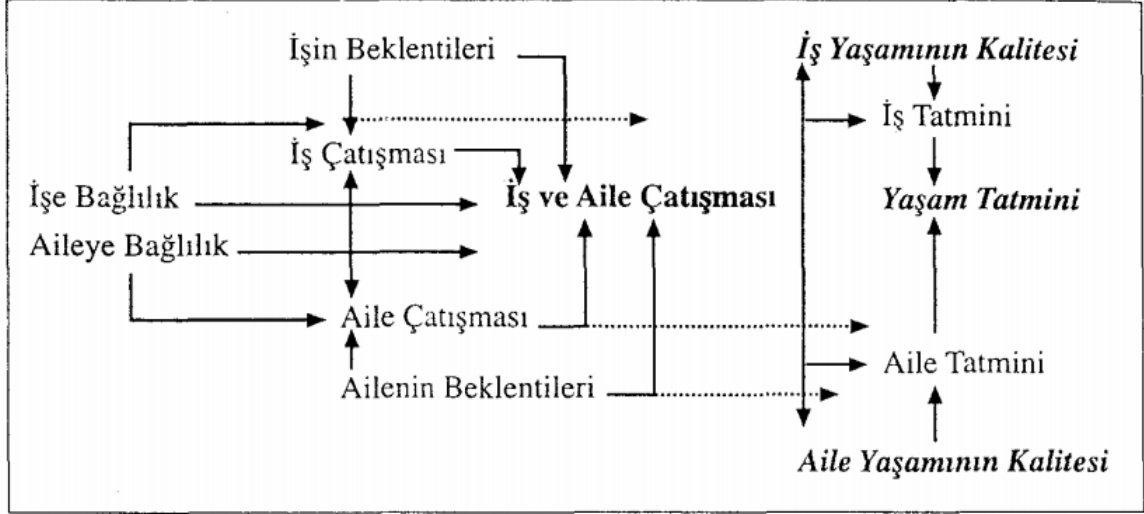 İşin Beklentileri
İş Yaşamının Kalitesi
İş Tatmini
İş Çatışması
İşe Bağlılık
İş ve Aile Çatışması
Yaşam Tatmini
Aileye Bağlılık
Aile Çatışması
Aile Tatmini
Ailenin Beklentileri
Aile Yaşamının Kalitesi